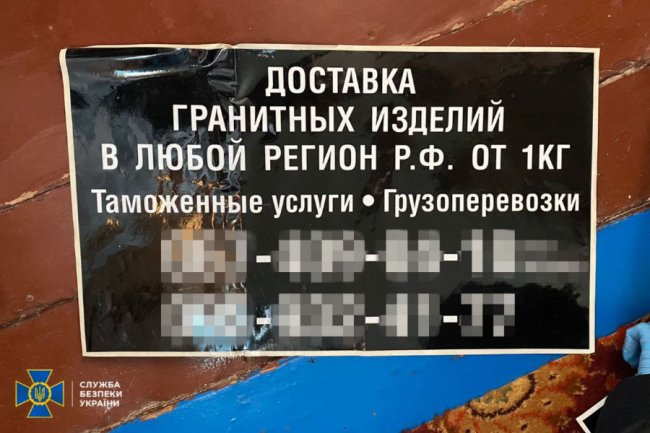 ДОСТАВКА
ГРАНИТНЫХ ИЗДЕЛИЙ
В ЛЮБОЙ РЕГИОН Р.Ф. ОТ 1КГ
Таможенные услуги • Грузоперевозки
СЛУЖБА
БЕЗПЕКИ
УКРАЇНИ